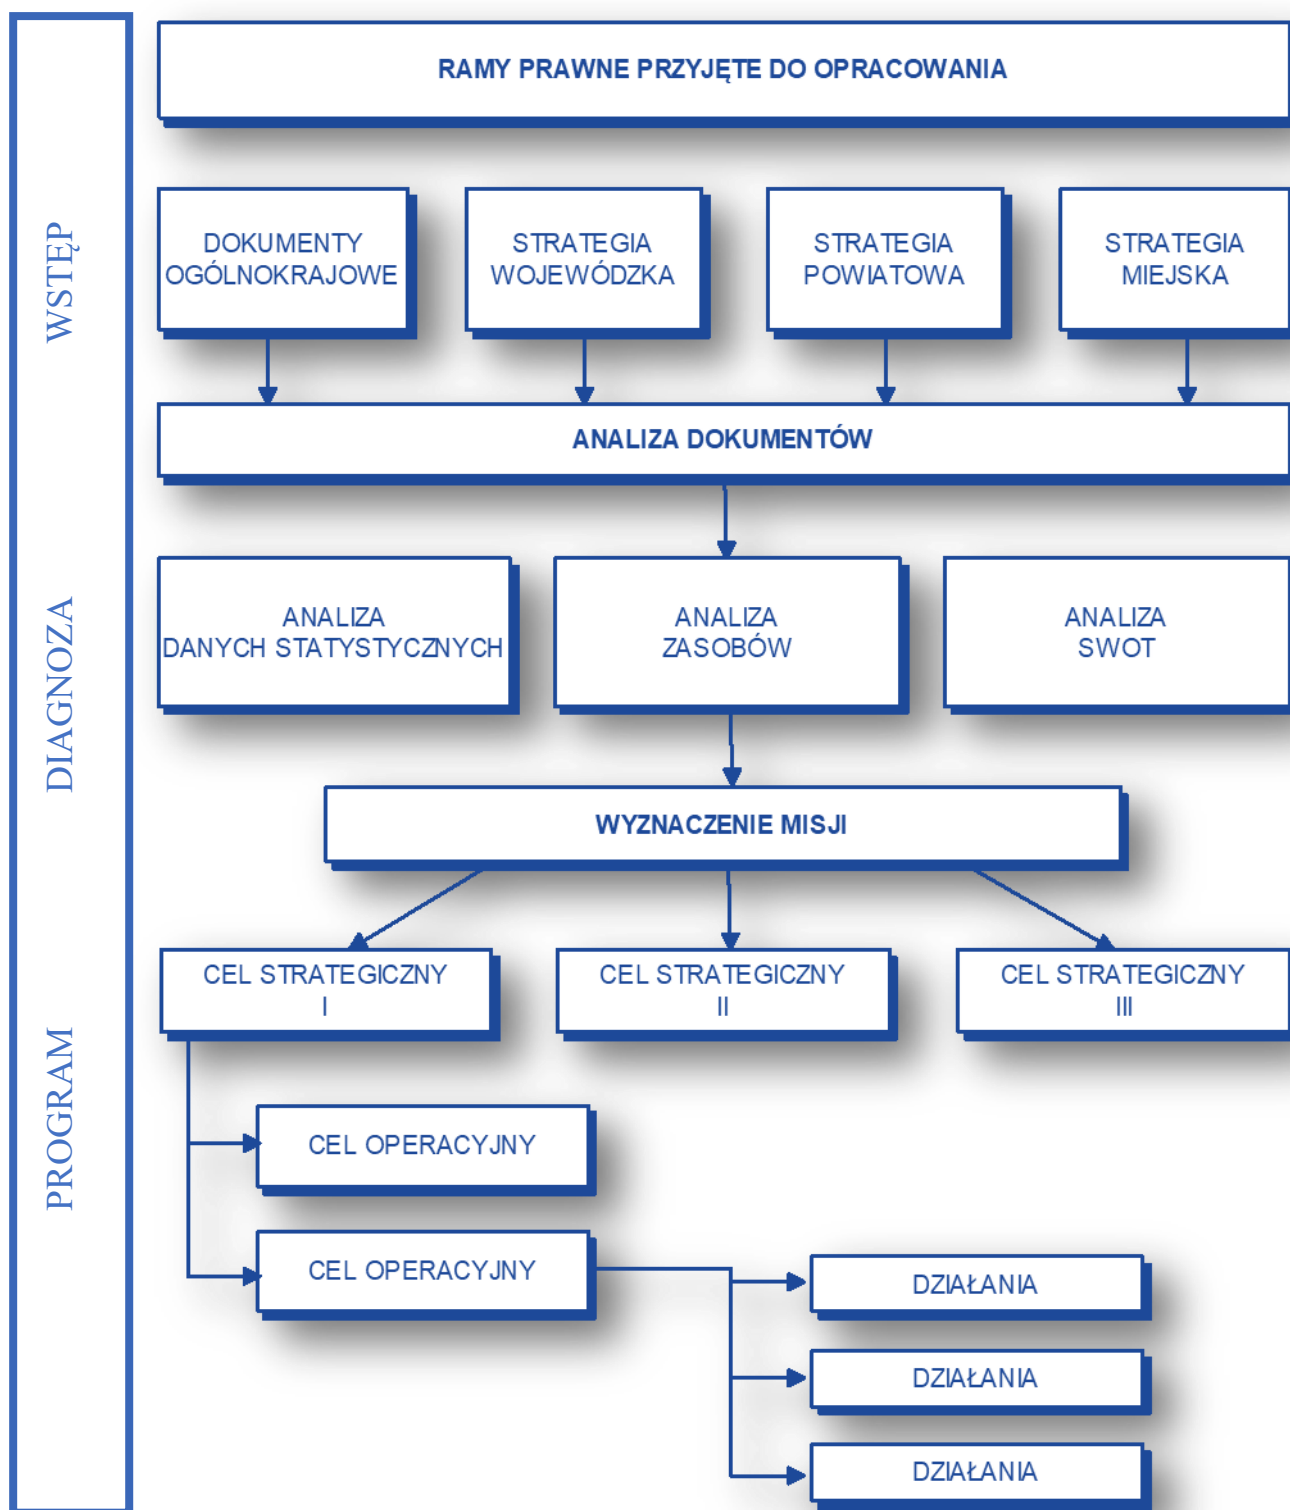 WSTĘP
RAMY PRAWNE PRZYJĘTE DO OPRACOWANIA
DOKUMENTY
OGÓLNOKRAJOWE
STRATEGIA
WOJEWÓDZKA
STRATEGIA
POWIATOWA
STRATEGIA
MIEJSKA
ANALIZA DOKUMENTÓW
DIAGNOZA
ANALIZA
DANYCH STATYSTYCZNYCH
ANALIZA
ZASOBÓW
ANALIZA
SWOT
WYZNACZENIE MISJI
PROGRAM
CEL STRATEGICZNY
I
CEL STRATEGICZNY
II
CEL STRATEGICZNY
III
CEL OPERACYJNY
CEL OPERACYJNY
DZIAŁANIA
DZIAŁANIA
DZIAŁANIA